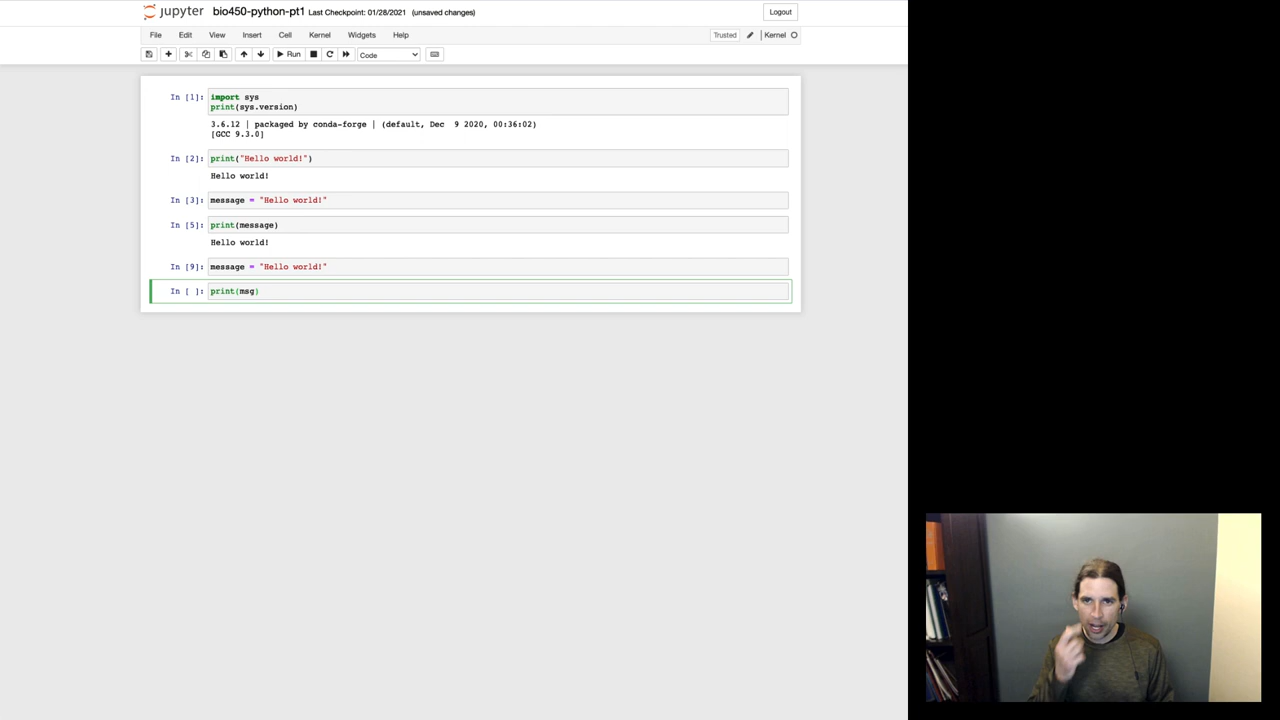 jupyter bio450-python-pt1 Last Checkpoint: 01/28/2021 (unsaved changes) Logout
File Edit View Insert Cell Kernel Widgets Help Trusted Kernel
Run Code
In [1]: import sys
print(sys.version)
3.6.12 | packaged by conda-forge | (default, Dec  9 2020, 00:36:02)
[GCC 9.3.0]
In [2]: print("Hello world!")
Hello world!
In [3]: message = "Hello world!"
In [5]: print(message)
Hello world!
In [9]: message = "Hello world!"
In [ ]: print(msg)